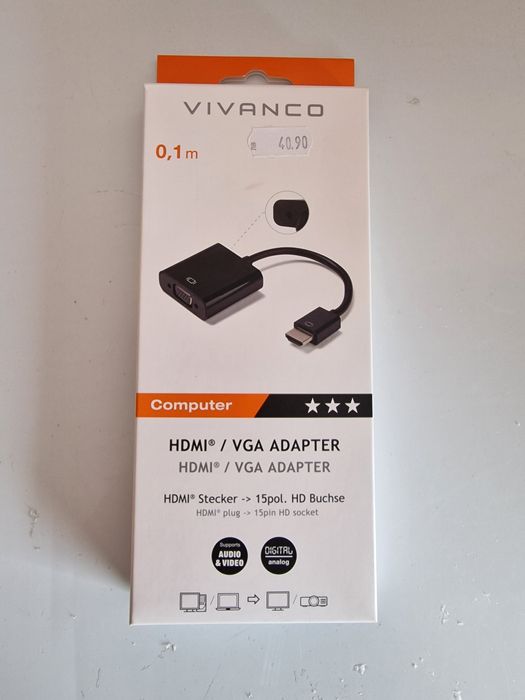 VIVANCO
40.90
0,1 m
Computer
HDMI® / VGA ADAPTER
HDMI® / VGA ADAPTER
HDMI® Stecker -> 15pol. HD Buchse
HDMI® plug -> 15pin HD socket
Supports
AUDIO
& VIDEO
DIGITAL
analog